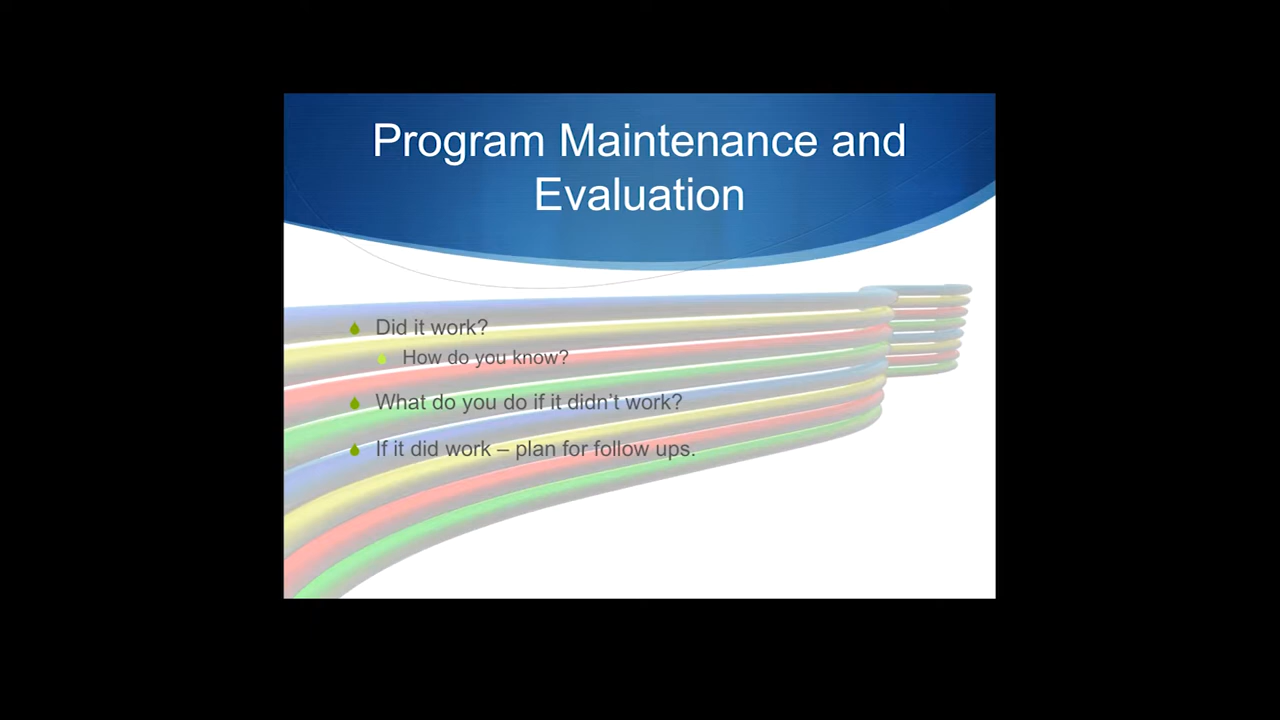 Program Maintenance and
Evaluation
Did it work?
How do you know?
What do you do if it didn’t work?
If it did work – plan for follow ups.